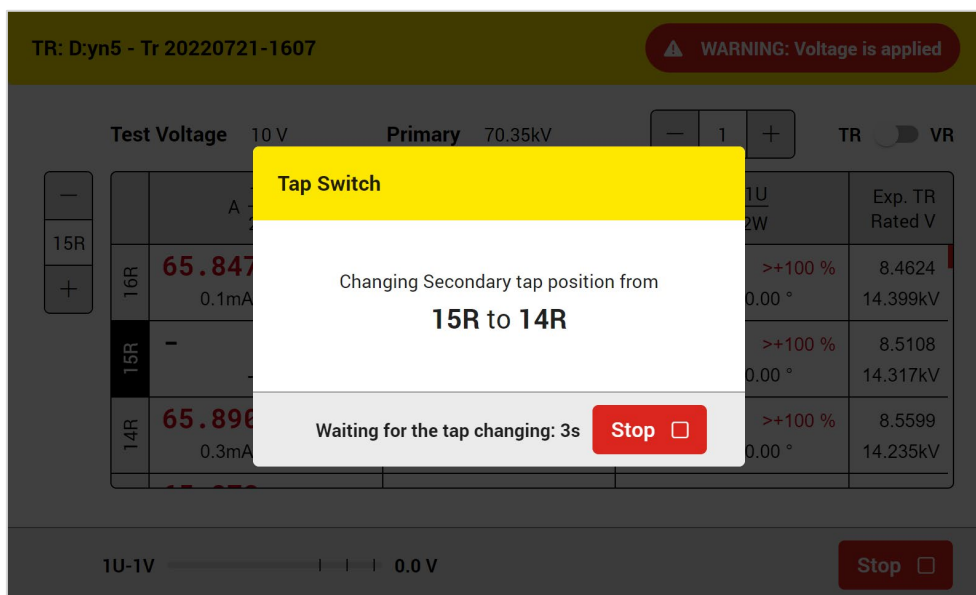 TR: D:yn5 - Tr 20220721-1607
WARNING: Voltage is applied
Test Voltage 10 V Primary 70.35kV − 1 + TR VR
Tap Switch
− 15R +
A
1U
2W
Exp. TR
Rated V
Changing Secondary tap position from
15R to 14R
16R 65.847 >+100 % 8.4624
0.1mA 0.00 ° 14.399kV
15R - >+100 % 8.5108
0.00 ° 14.317kV
14R 65.896 >+100 % 8.5599
0.3mA 0.00 ° 14.235kV
Waiting for the tap changing: 3s Stop
1U-1V 0.0 V Stop